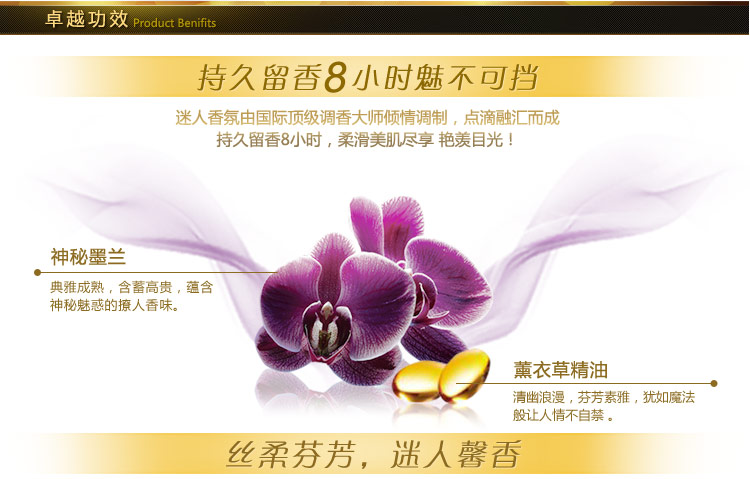 卓越功效 Product Benifits
持久留香8小时魅不可挡
迷人香氛由国际顶级调香大师倾情调制，点滴融汇而成
持久留香8小时，柔滑美肌尽享 艳羡目光！
神秘墨兰
典雅成熟，含蓄高贵，蕴含
神秘魅惑的撩人香味。
薰衣草精油
清幽浪漫，芬芳素雅，犹如魔法
般让人情不自禁 。
丝柔芬芳，迷人馨香